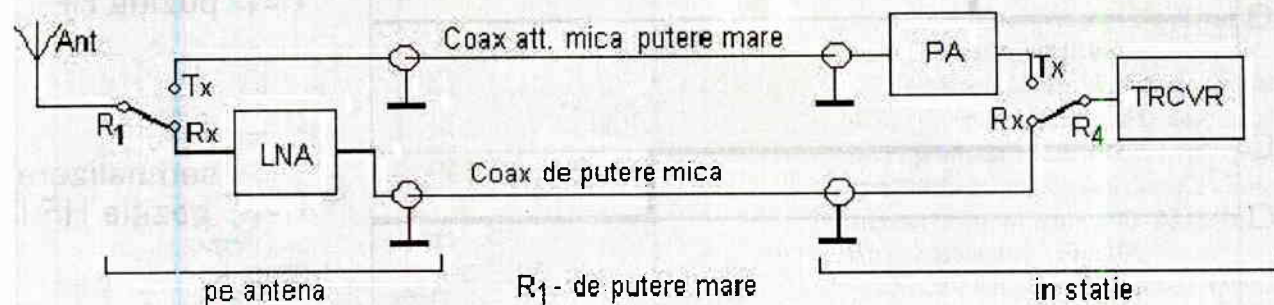 Ant
Coax att. mica putere mare
PA
Tx
Tx
TRCVR
R1
Rx
LNA
Rx
R4
Coax de putere mica
pe antena
R1 - de putere mare
in statie